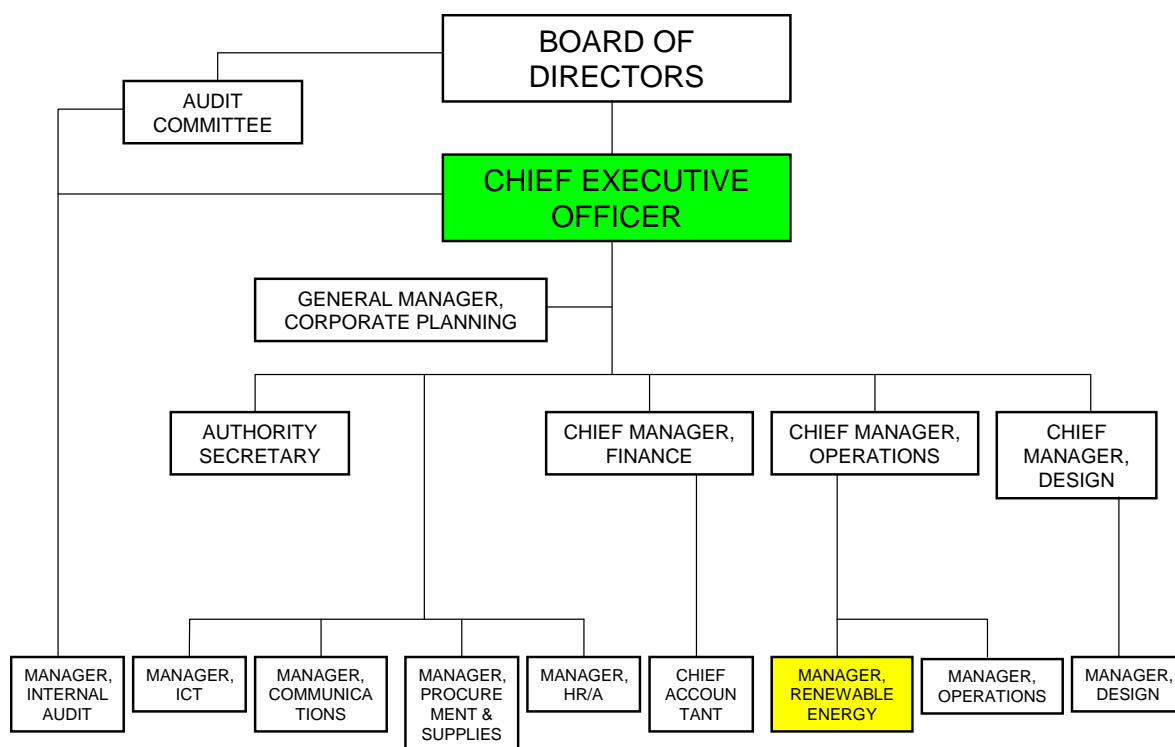 BOARD OF
DIRECTORS
AUDIT
COMMITTEE
CHIEF EXECUTIVE
OFFICER
GENERAL MANAGER,
CORPORATE PLANNING
AUTHORITY
SECRETARY
CHIEF MANAGER,
FINANCE
CHIEF MANAGER,
OPERATIONS
CHIEF
MANAGER,
DESIGN
MANAGER,
INTERNAL
AUDIT
MANAGER,
ICT
MANAGER,
COMMUNICA
TIONS
MANAGER,
PROCURE
MENT &
SUPPLIES
MANAGER,
HR/A
CHIEF
ACCOUN
TANT
MANAGER,
RENEWABLE
ENERGY
MANAGER,
OPERATIONS
MANAGER,
DESIGN